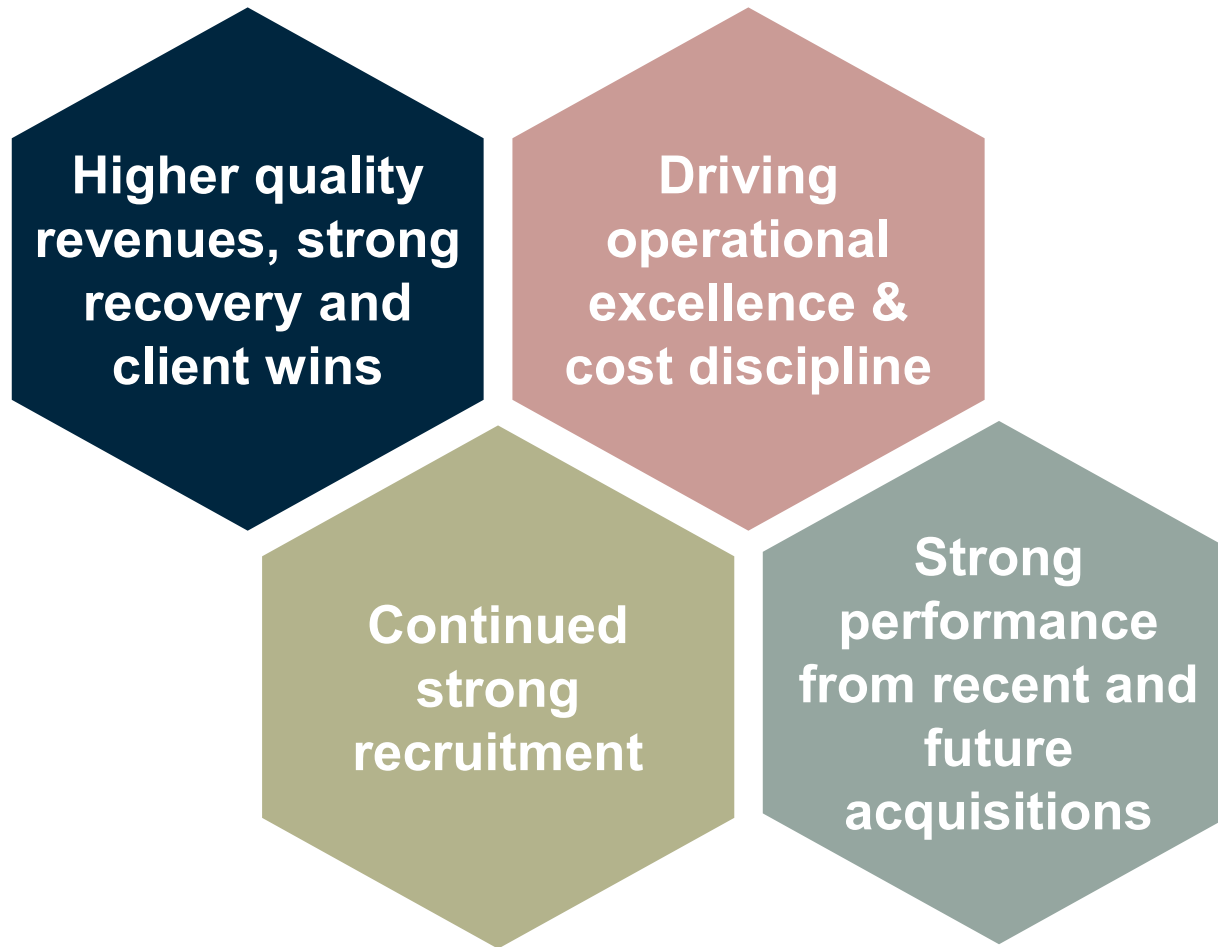 Higher quality
revenues, strong
recovery and
client wins
Driving
operational
excellence &
cost discipline
Continued
strong
recruitment
Strong
performance
from recent and
future
acquisitions